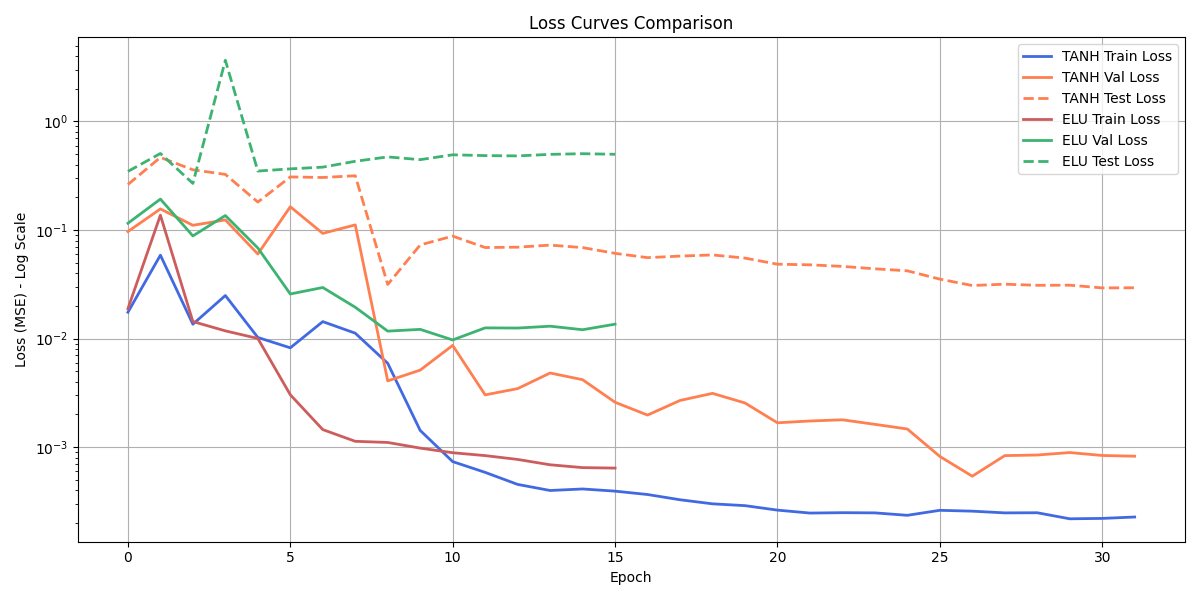 Loss Curves Comparison
TANH Train Loss
TANH Val Loss
TANH Test Loss
ELU Train Loss
ELU Val Loss
ELU Test Loss
Loss (MSE) - Log Scale
10⁰
10⁻¹
10⁻²
10⁻³
0 5 10 15 20 25 30
Epoch